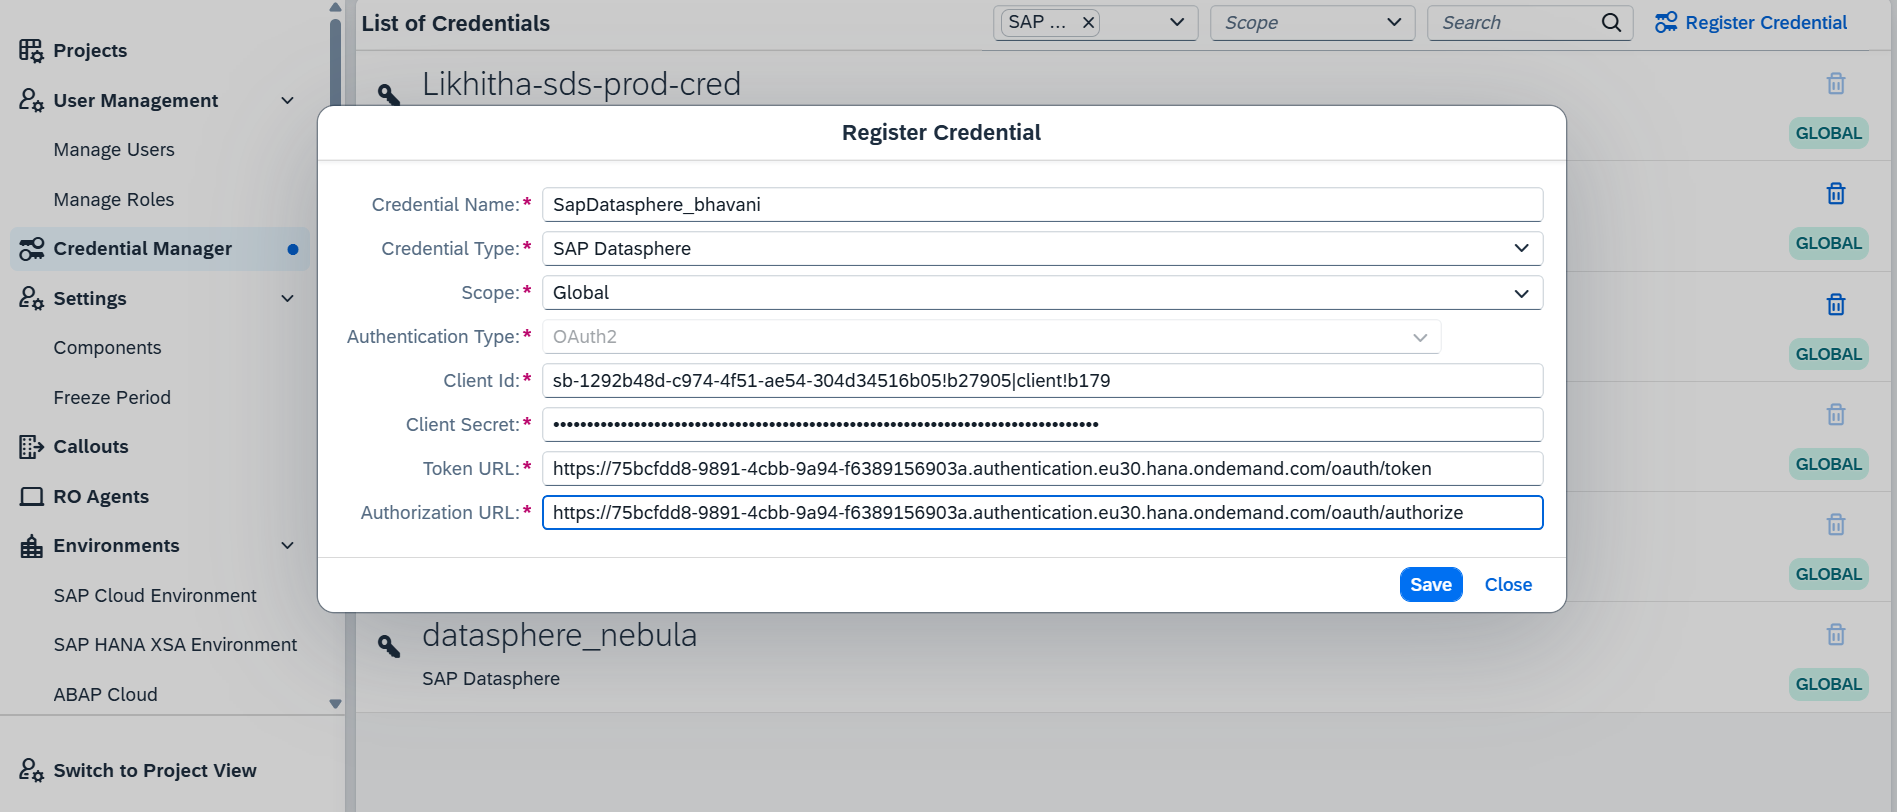 Projects
User Management
Manage Users
Manage Roles
Credential Manager
Settings
Components
Freeze Period
Callouts
RO Agents
Environments
SAP Cloud Environment
SAP HANA XSA Environment
ABAP Cloud
Switch to Project View
List of Credentials
SAP ...
Scope
Search
Register Credential
Likhitha-sds-prod-cred
GLOBAL
GLOBAL
GLOBAL
GLOBAL
GLOBAL
datasphere_nebula
SAP Datasphere
GLOBAL
Register Credential
Credential Name:* SapDatasphere_bhavani
Credential Type:* SAP Datasphere
Scope:* Global
Authentication Type:* OAuth2
Client Id:* sb-1292b48d-c974-4f51-ae54-304d34516b05!b27905|client!b179
Client Secret:*
Token URL:* https://75bcfdd8-9891-4cbb-9a94-f6389156903a.authentication.eu30.hana.ondemand.com/oauth/token
Authorization URL:* https://75bcfdd8-9891-4cbb-9a94-f6389156903a.authentication.eu30.hana.ondemand.com/oauth/authorize
Save
Close